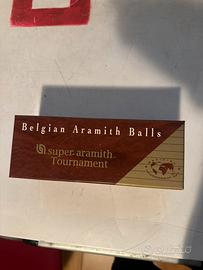 Belgian Aramith Balls
super aramith
Tournament